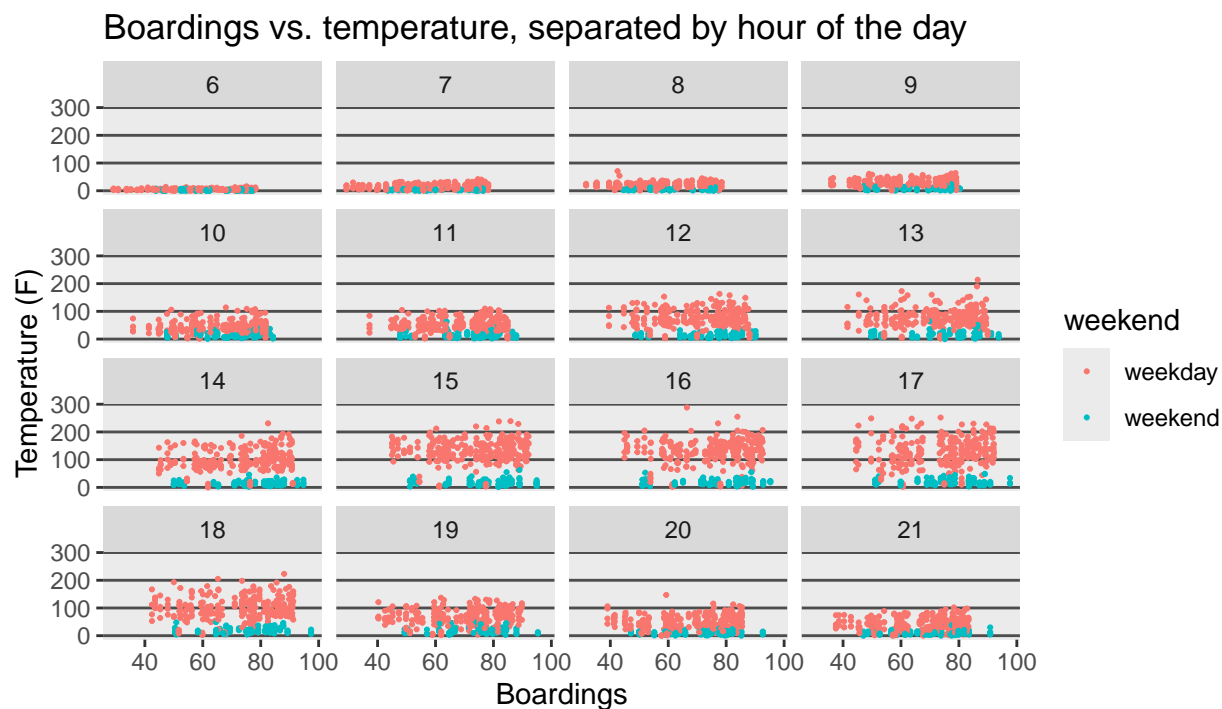 Boardings vs. temperature, separated by hour of the day
6 7 8 9
300
200
100
0
10 11 12 13
300
200
100
0
14 15 16 17
300
200
100
0
18 19 20 21
300
200
100
0
40 60 80 100 40 60 80 100 40 60 80 100 40 60 80 100
Boardings
Temperature (F)
weekend
weekday
weekend